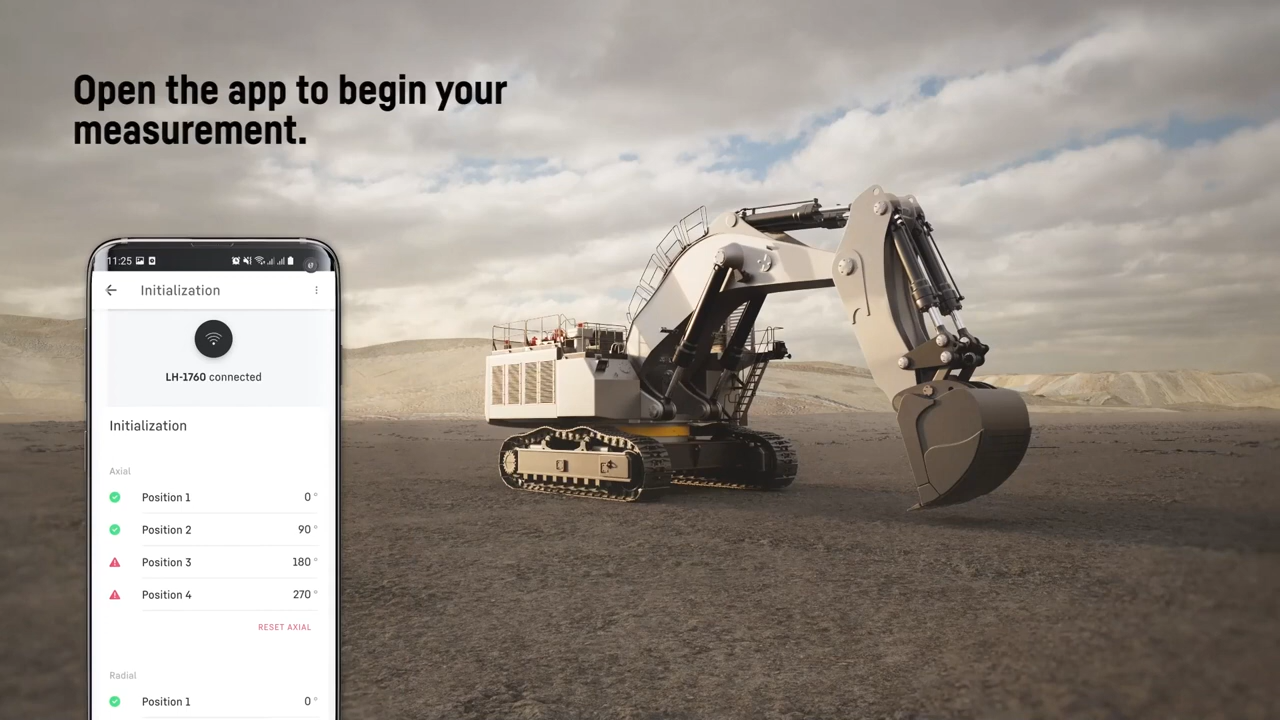 Open the app to begin your
measurement.
11:25
Initialization
LH-1760 connected
Initialization
Axial
Position 1 0 °
Position 2 90 °
Position 3 180 °
Position 4 270 °
RESET AXIAL
Radial
Position 1 0 °